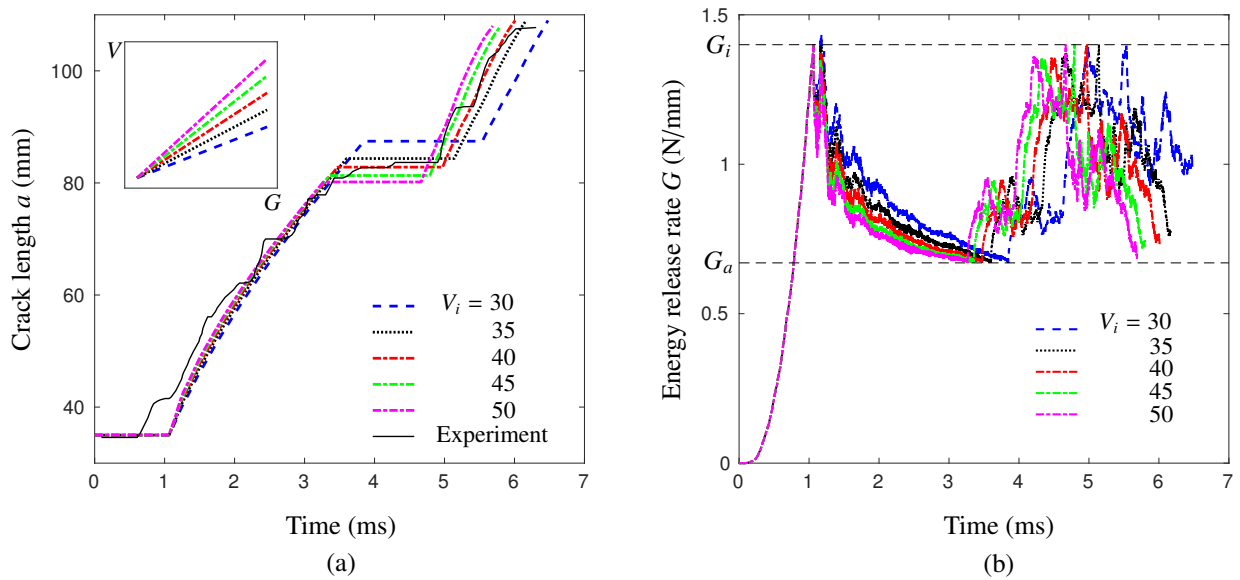 V
G
100
80
60
40
Crack length a (mm)
V_i = 30
35
40
45
50
Experiment
0 1 2 3 4 5 6 7
Time (ms)
(a)
1.5
G_i
1
G_a
0.5
0
Energy release rate G (N/mm)
V_i = 30
35
40
45
50
0 1 2 3 4 5 6 7
Time (ms)
(b)